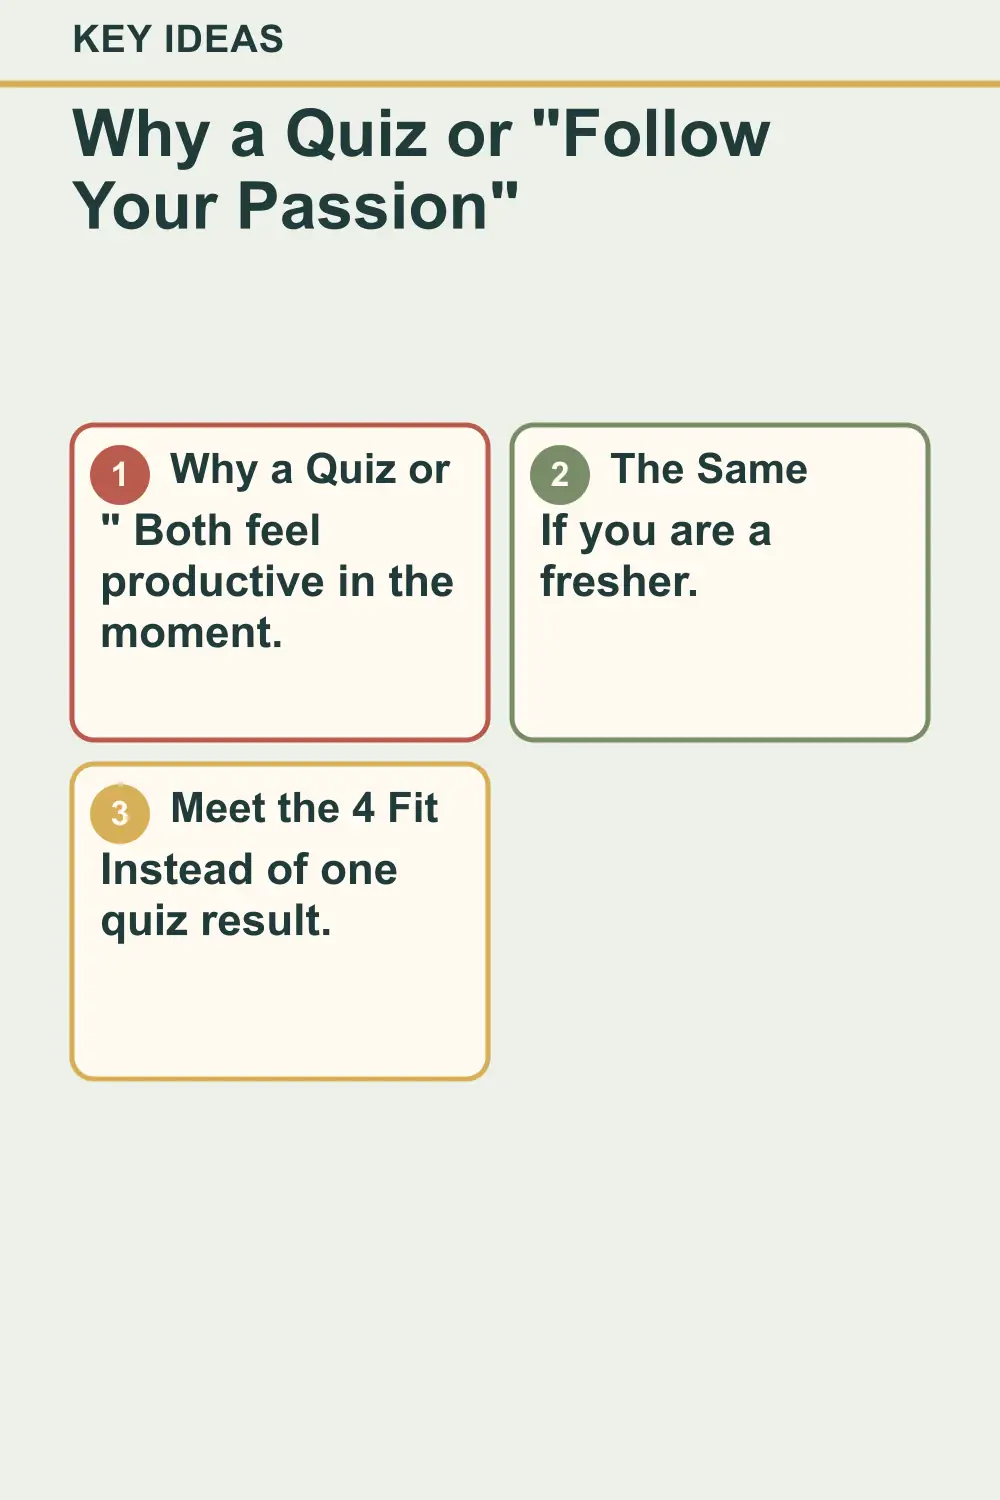 KEY IDEAS
Why a Quiz or "Follow
Your Passion"
1 Why a Quiz or
" Both feel
productive in the
moment.
2 The Same
If you are a
fresher.
3 Meet the 4 Fit
Instead of one
quiz result.